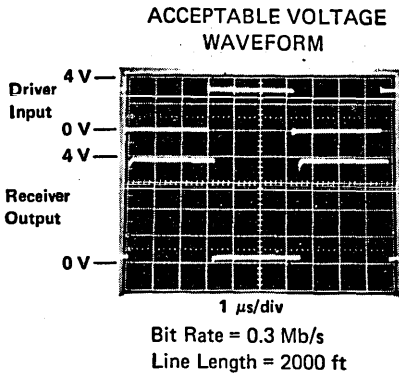 ACCEPTABLE VOLTAGE
WAVEFORM
4 V
Driver
Input
0 V
4 V
Receiver
Output
0 V
1 μs/div
Bit Rate = 0.3 Mb/s
Line Length = 2000 ft